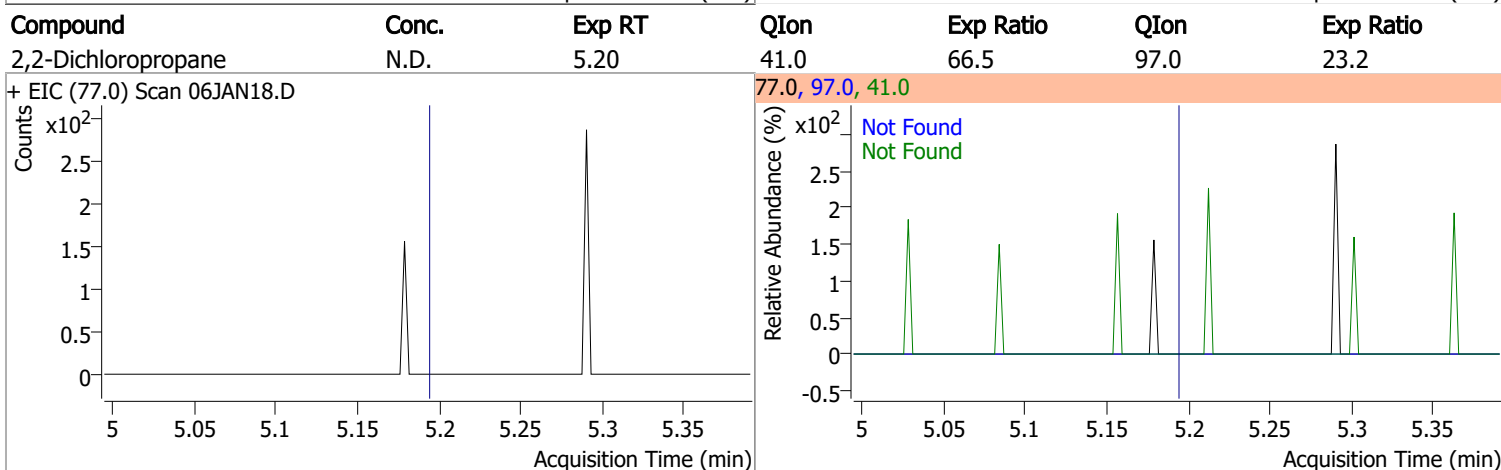 Compound Conc. Exp RT QIon Exp Ratio QIon Exp Ratio
2,2-Dichloropropane N.D. 5.20 41.0 66.5 97.0 23.2
+ EIC (77.0) Scan 06JAN18.D
Counts
x10²
2.5
2
1.5
1
0.5
0
5 5.05 5.1 5.15 5.2 5.25 5.3 5.35
Acquisition Time (min)
77.0, 97.0, 41.0
Relative Abundance (%)
x10²
Not Found
Not Found
2.5
2
1.5
1
0.5
0
-0.5
5 5.05 5.1 5.15 5.2 5.25 5.3 5.35
Acquisition Time (min)